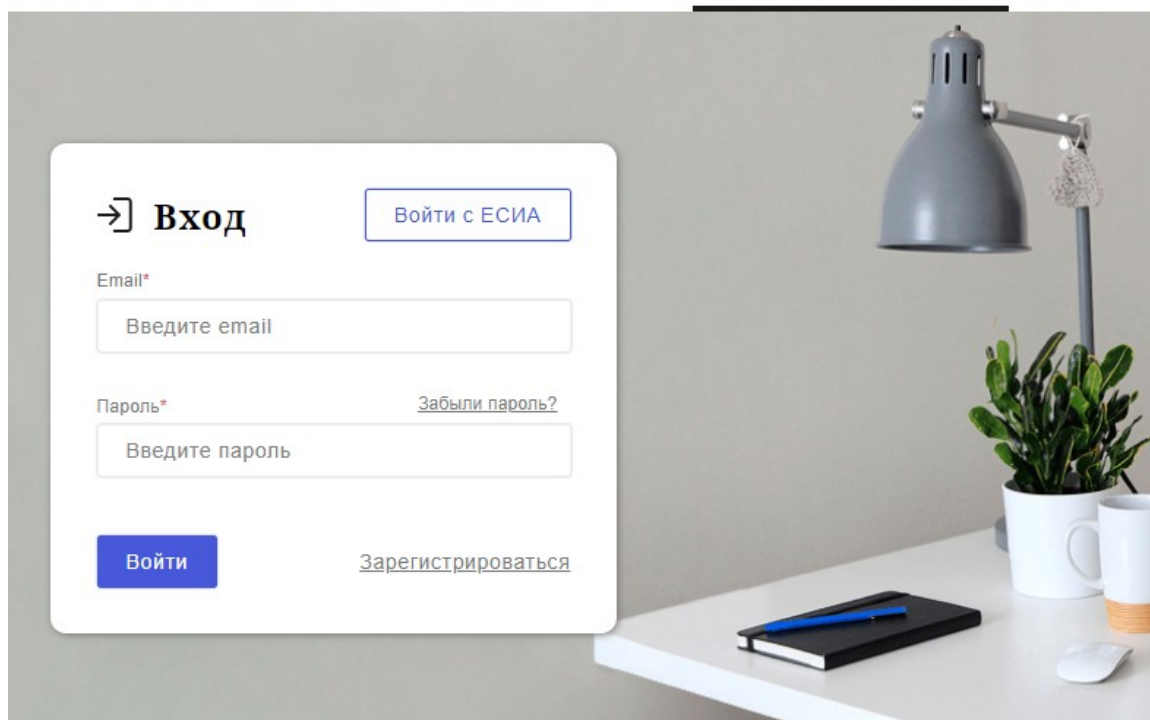 Вход
Войти с ЕСИА
Email*
Введите email
Пароль*
Забыли пароль?
Введите пароль
Войти
Зарегистрироваться